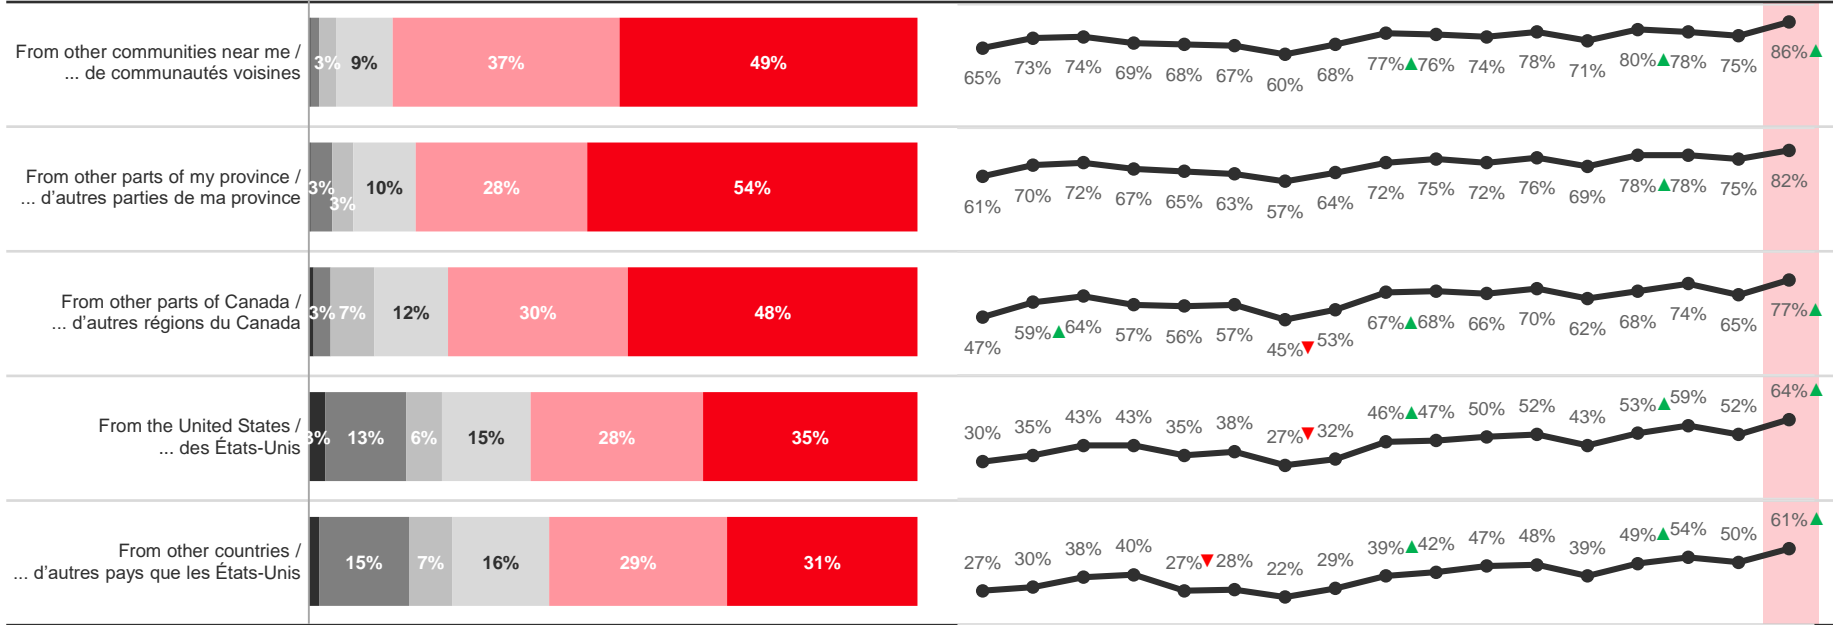 From other communities near me /
... de communautés voisines
3% 9% 37% 49%
65% 73% 74% 69% 68% 67% 60% 68% 77%▲76% 74% 78% 71% 80%▲78% 75% 86%▲
From other parts of my province /
... d'autres parties de ma province
3% 3% 10% 28% 54%
61% 70% 72% 67% 65% 63% 57% 64% 72% 75% 72% 76% 69% 78%▲78% 75% 82%
From other parts of Canada /
... d'autres régions du Canada
3% 7% 12% 30% 48%
47% 59%▲64% 57% 56% 57% 45%▼53% 67%▲68% 66% 70% 62% 68% 74% 65% 77%▲
From the United States /
... des États-Unis
3% 13% 6% 15% 28% 35%
30% 35% 43% 43% 35% 38% 27%▼32% 46%▲47% 50% 52% 43% 53%▲59% 52% 64%▲
From other countries /
... d'autres pays que les États-Unis
15% 7% 16% 29% 31%
27% 30% 38% 40% 27%▼28% 22% 29% 39%▲42% 47% 48% 39% 49%▲54% 50% 61%▲